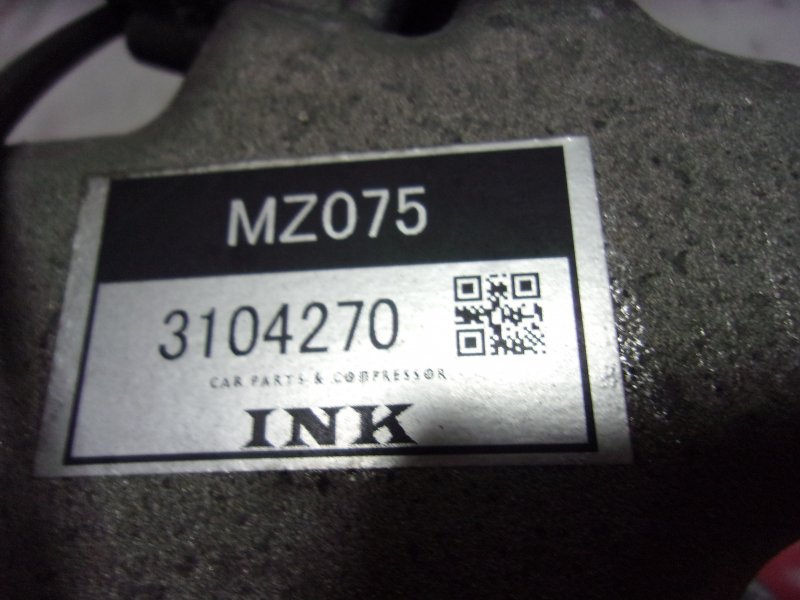 MZ075
3104270
CAR PARTS & COMPRESSOR
INK